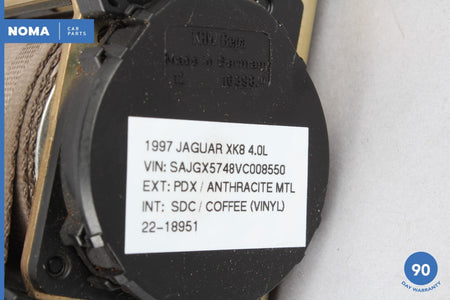 NOMA CAR PARTS
Made in Germany
1997 JAGUAR XK8 4.0L
VIN: SAJGX5748VC008550
EXT: PDX / ANTHRACITE MTL
INT: SDC / COFFEE (VINYL)
22-18951
90
DAY WARRANTY